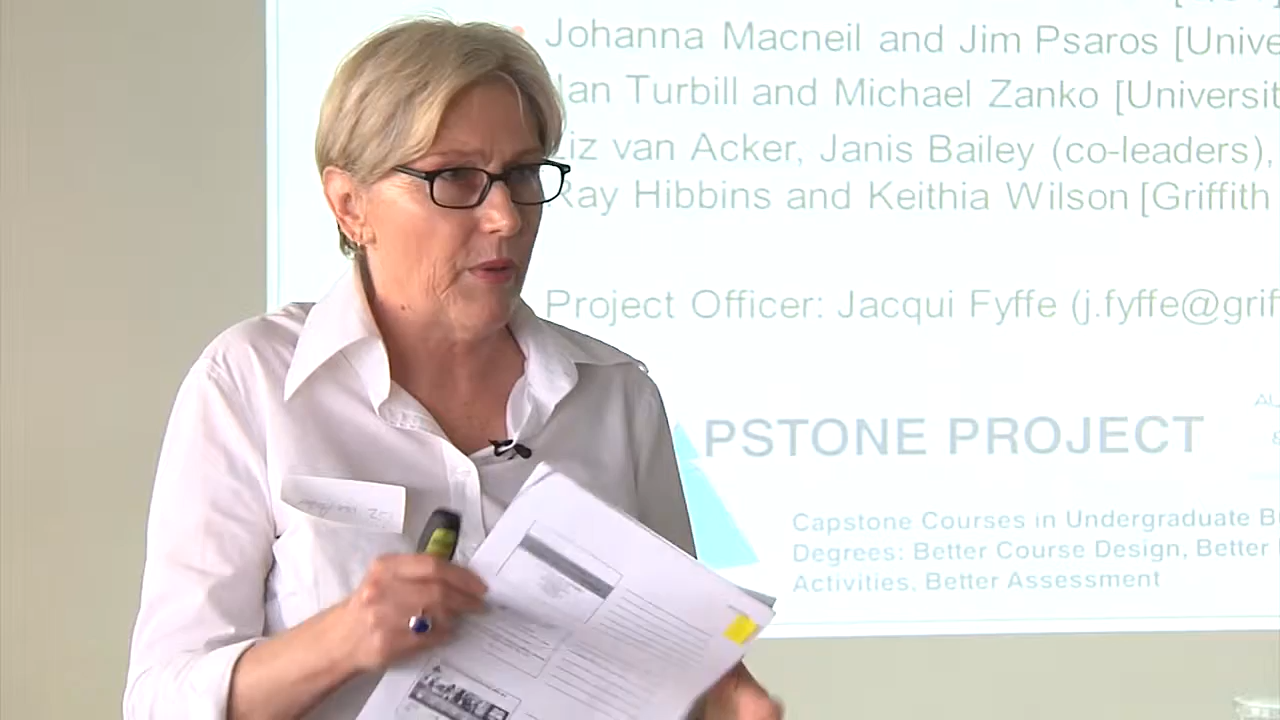 Johanna Macneil and Jim Psaros [Unive
Ian Turbill and Michael Zanko [Universit
Liz van Acker, Janis Bailey (co-leaders),
Ray Hibbins and Keithia Wilson [Griffith
Project Officer: Jacqui Fyffe (j.fyffe@grif
PSTONE PROJECT
Capstone Courses in Undergraduate B
Degrees: Better Course Design, Better
Activities, Better Assessment